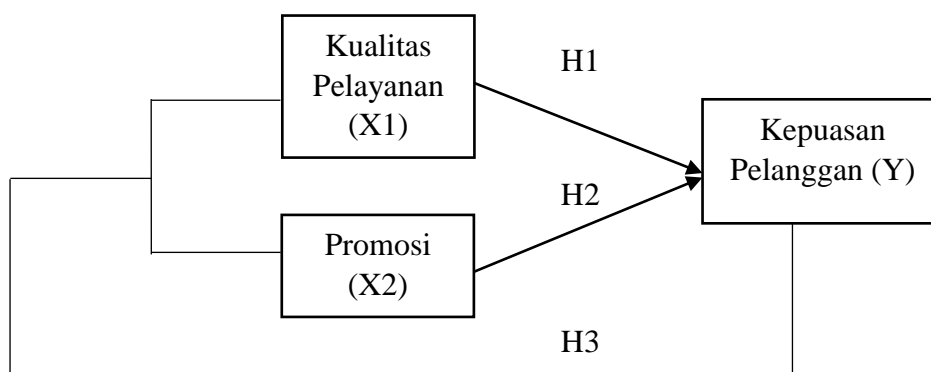 Kualitas
Pelayanan
(X1)
H1
Kepuasan
Pelanggan (Y)
H2
Promosi
(X2)
H3